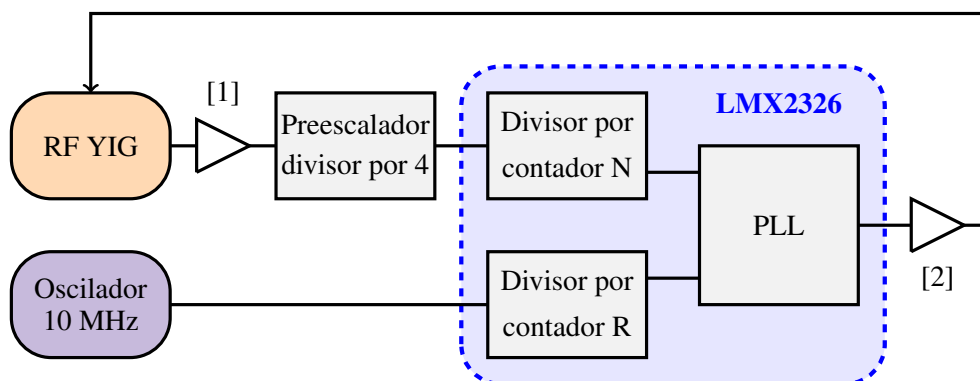 [1]
LMX2326
RF YIG
Preescalador
divisor por 4
Divisor por
contador N
PLL
[2]
Oscilador
10 MHz
Divisor por
contador R